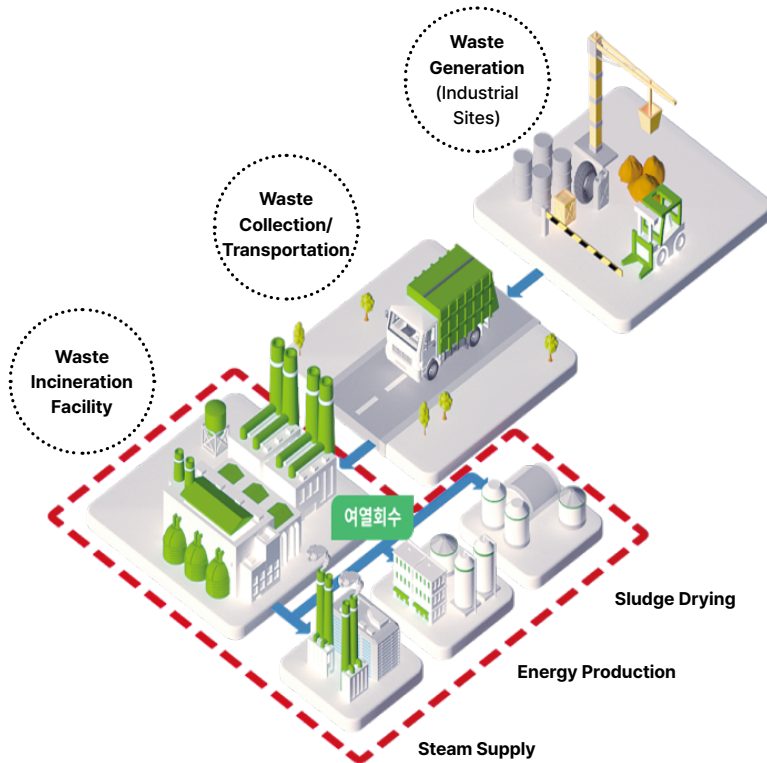 Waste
Generation
(Industrial
Sites)
Waste
Collection/
Transportation
Waste
Incineration
Facility
여열회수
Sludge Drying
Energy Production
Steam Supply